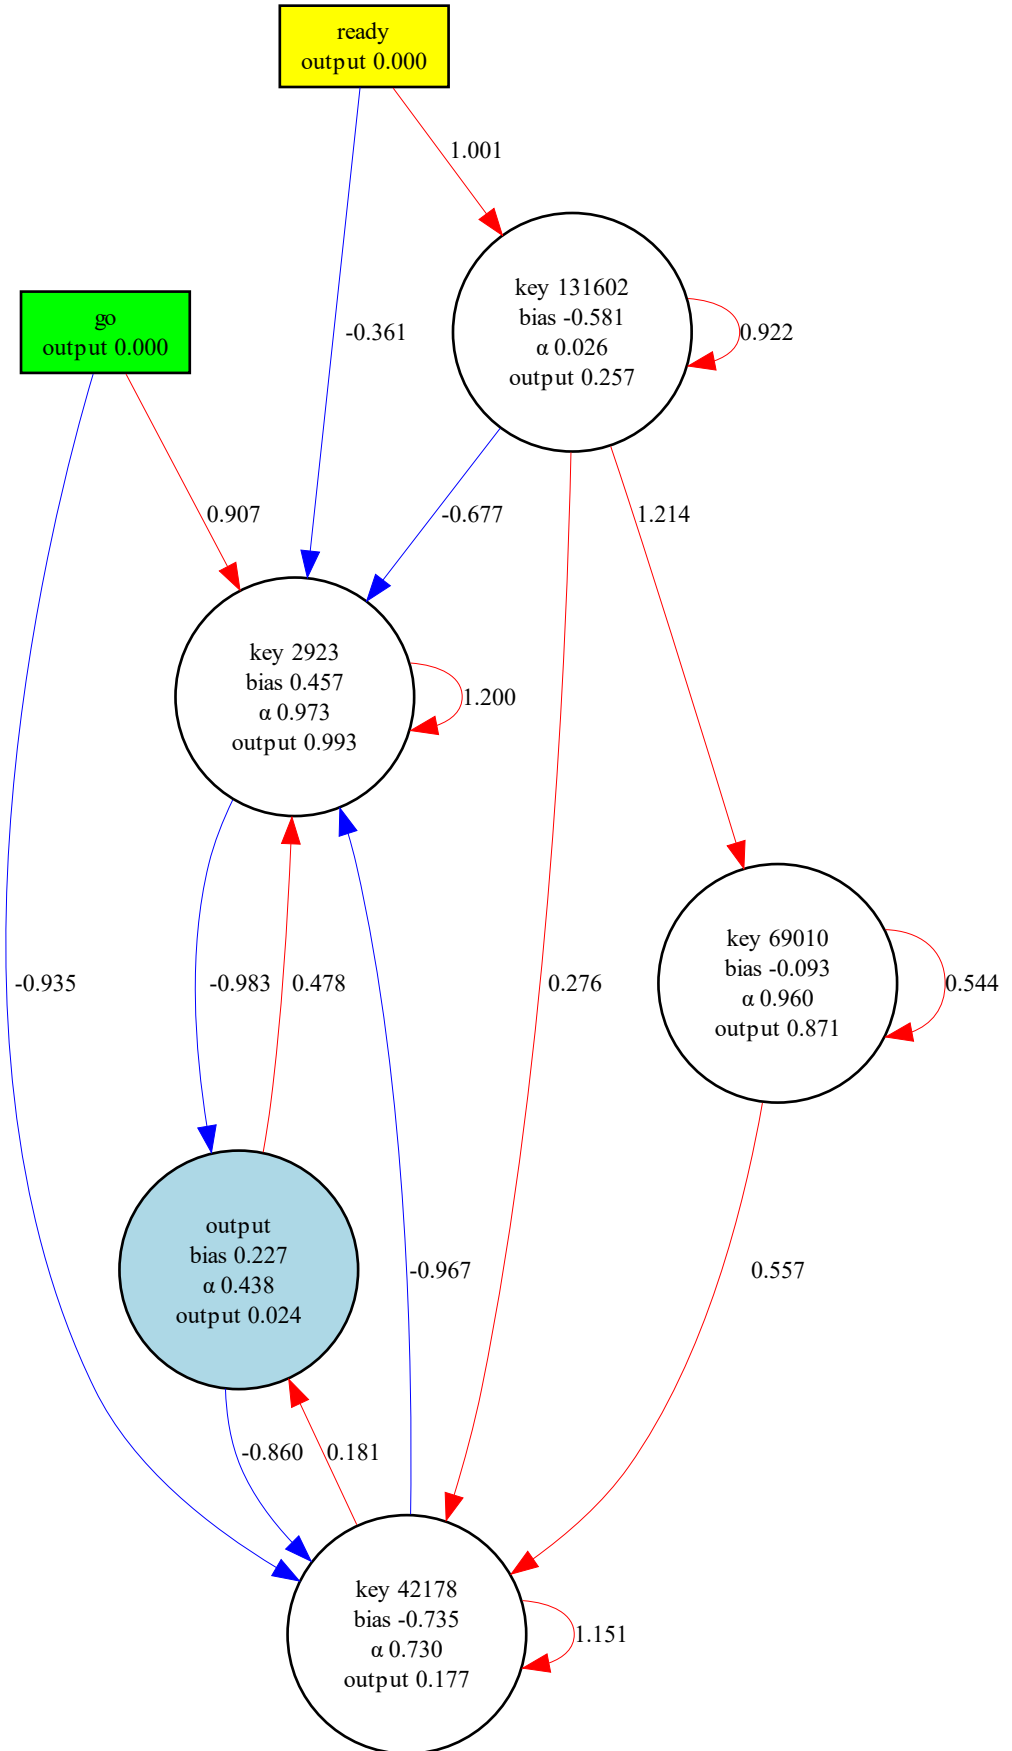 ready
output 0.000
1.001
key 131602
bias -0.581
α 0.026
output 0.257
0.922
go
output 0.000
-0.361
0.907
-0.677
1.214
key 2923
bias 0.457
α 0.973
output 0.993
1.200
key 69010
bias -0.093
α 0.960
output 0.871
0.544
-0.935
-0.983
0.478
0.276
output
bias 0.227
α 0.438
output 0.024
-0.967
0.557
-0.860
0.181
key 42178
bias -0.735
α 0.730
output 0.177
1.151